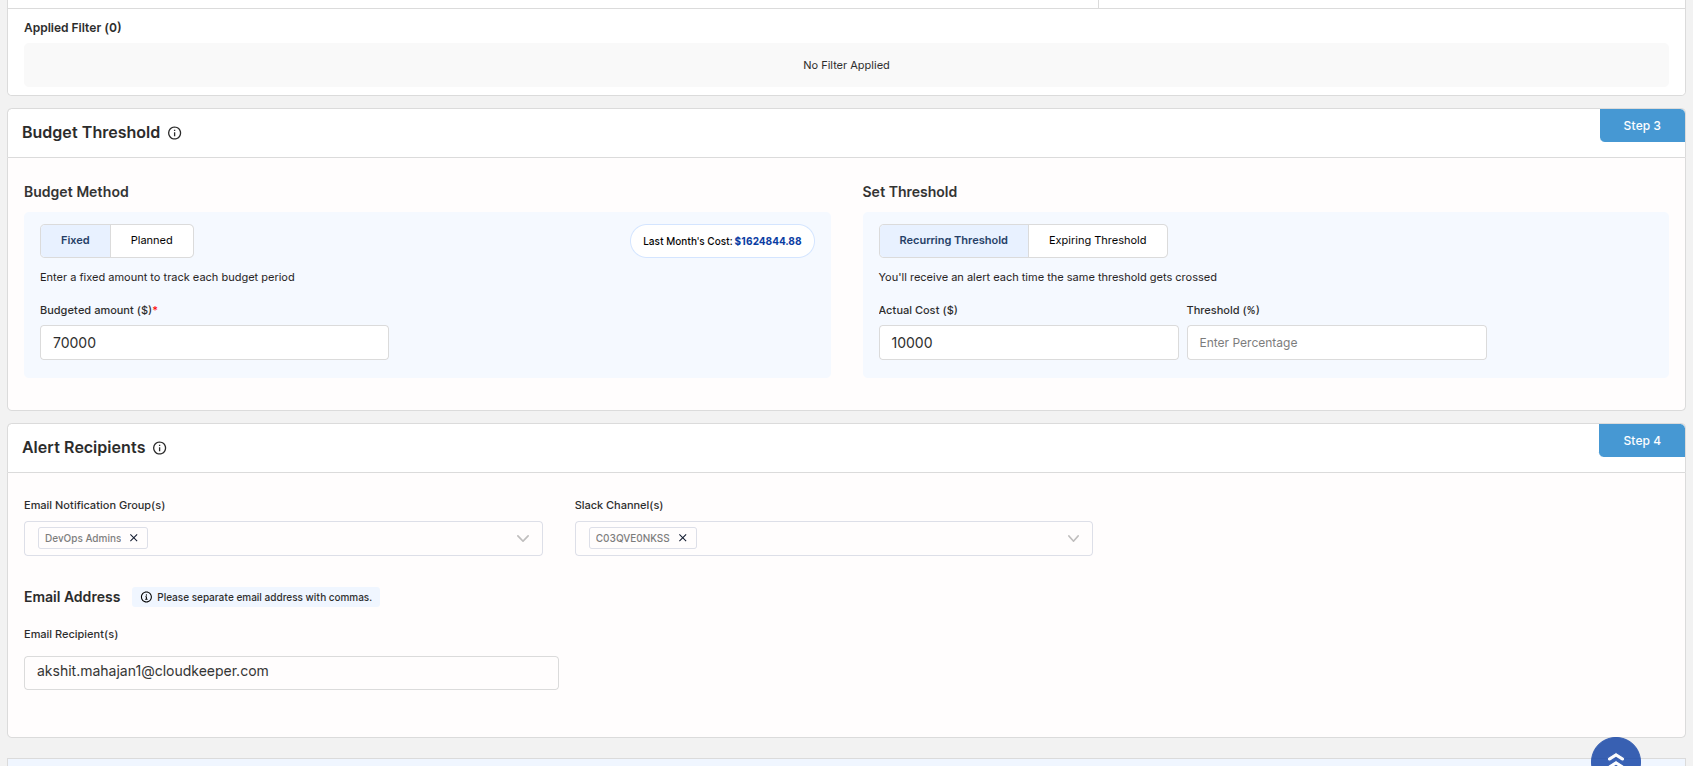 Applied Filter (0)
No Filter Applied
Budget Threshold
Step 3
Budget Method
Fixed
Planned
Last Month's Cost: $1624844.88
Enter a fixed amount to track each budget period
Budgeted amount ($)*
70000
Set Threshold
Recurring Threshold
Expiring Threshold
You'll receive an alert each time the same threshold gets crossed
Actual Cost ($)
Threshold (%)
10000
Enter Percentage
Alert Recipients
Step 4
Email Notification Group(s)
DevOps Admins
Slack Channel(s)
C03QVE0NKSS
Email Address
Please separate email address with commas.
Email Recipient(s)
akshit.mahajan1@cloudkeeper.com